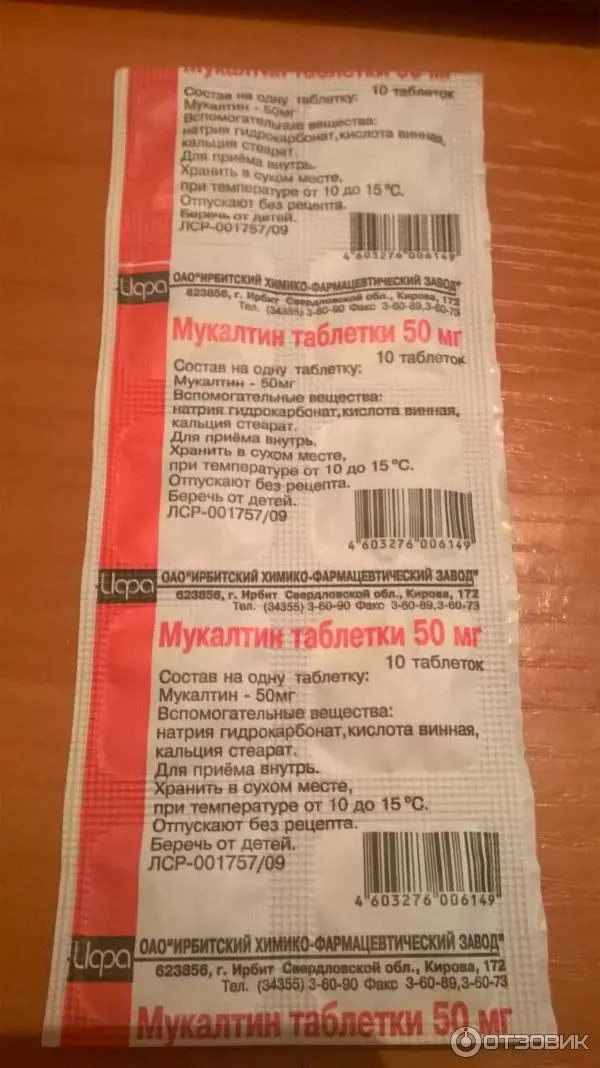 Мукалтин таблетки 50 мг
10 таблеток
Состав на одну таблетку:
Мукалтин - 50мг
Вспомогательные вещества:
натрия гидрокарбонат,кислота винная,
кальция стеарат.
Для приёма внутрь.
Хранить в сухом месте,
при температуре от 10 до 15 °С.
Отпускают без рецепта.
Беречь от детей.
ЛСР-001757/09
4 603276 006149
Ирфа
ОАО"ИРБИТСКИЙ ХИМИКО-ФАРМАЦЕВТИЧЕСКИЙ ЗАВОД"
623856, г. Ирбит Свердловской обл., Кирова, 172
Тел. (34355) 3-60-90 Факс 3-60-89,3-60-73
Мукалтин таблетки 50 мг
10 таблеток
Состав на одну таблетку:
Мукалтин - 50мг
Вспомогательные вещества:
натрия гидрокарбонат,кислота винная,
кальция стеарат.
Для приёма внутрь.
Хранить в сухом месте,
при температуре от 10 до 15 °С.
Отпускают без рецепта.
Беречь от детей.
ЛСР-001757/09
4 603276 006149
Ирфа
ОАО"ИРБИТСКИЙ ХИМИКО-ФАРМАЦЕВТИЧЕСКИЙ ЗАВОД"
623856, г. Ирбит Свердловской обл., Кирова, 172
Тел. (34355) 3-60-90 Факс 3-60-89,3-60-73
Мукалтин таблетки 50 мг
10 таблеток
Состав на одну таблетку:
Мукалтин - 50мг
Вспомогательные вещества:
натрия гидрокарбонат,кислота винная,
кальция стеарат.
Для приёма внутрь.
Хранить в сухом месте,
при температуре от 10 до 15 °С.
Отпускают без рецепта.
Беречь от детей.
ЛСР-001757/09
4 603276 006149
Ирфа
ОАО"ИРБИТСКИЙ ХИМИКО-ФАРМАЦЕВТИЧЕСКИЙ ЗАВОД"
623856, г. Ирбит Свердловской обл., Кирова, 172
Тел. (34355) 3-60-90 Факс 3-60-89,3-60-73
Мукалтин таблетки 50 мг
ОТЗОВИК